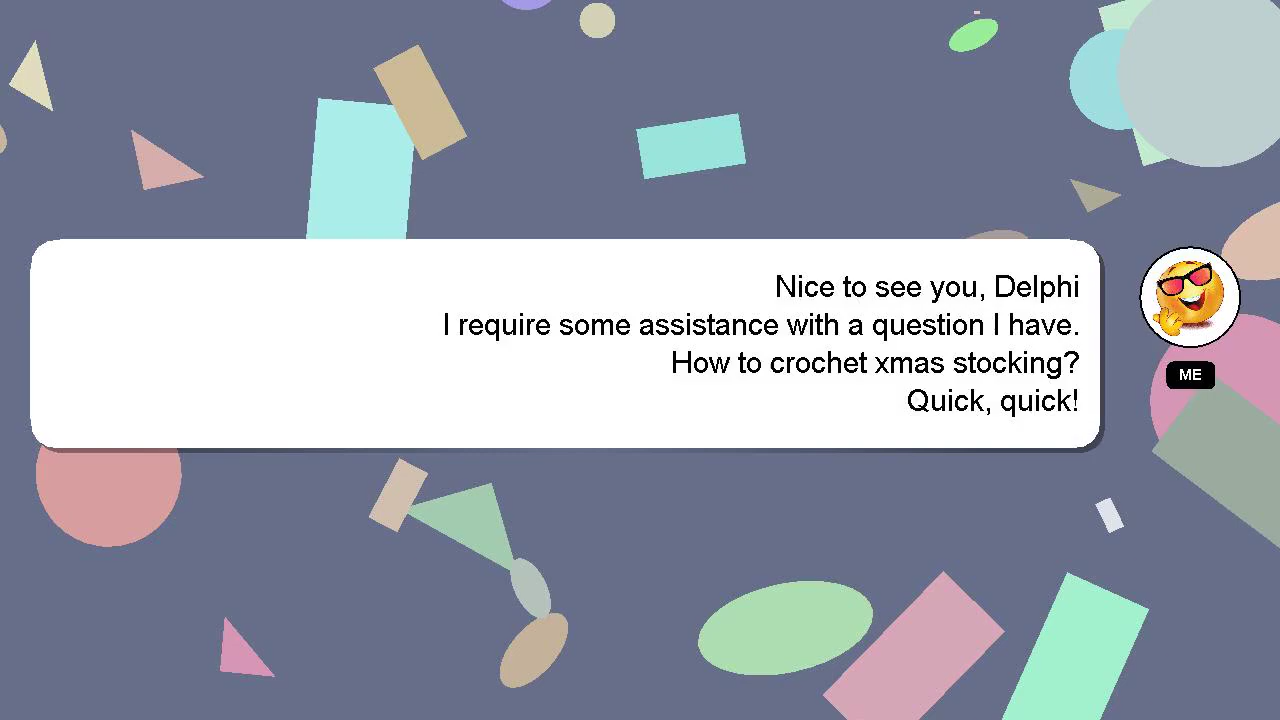 Nice to see you, Delphi
I require some assistance with a question I have.
How to crochet xmas stocking?
Quick, quick!
ME